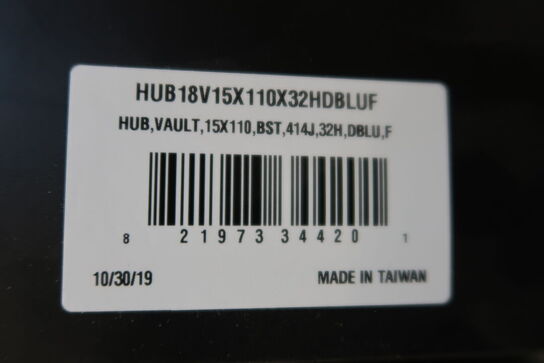 HUB18V15X110X32HDBLUF
HUB,VAULT,15X110,BST,414J,32H,DBLU,F
8 21973 34420 1
10/30/19 MADE IN TAIWAN